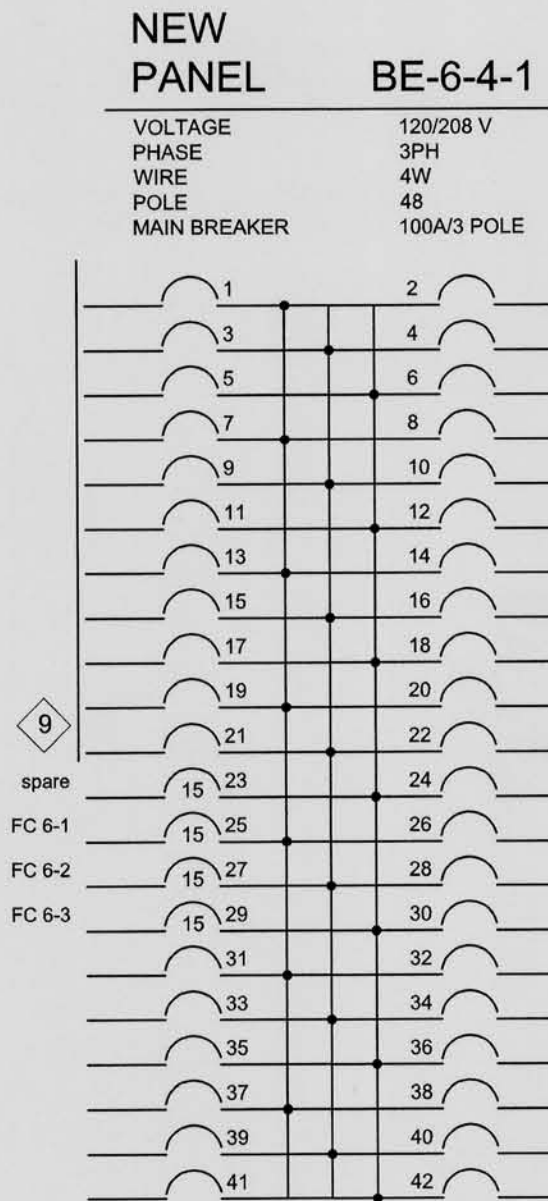 NEW
PANEL BE-6-4-1
VOLTAGE 120/208 V
PHASE 3PH
WIRE 4W
POLE 48
MAIN BREAKER 100A/3 POLE
1 2
3 4
5 6
7 8
9 10
11 12
13 14
15 16
17 18
19 20
9
21 22
spare 15 23 24
FC 6-1 15 25 26
FC 6-2 15 27 28
FC 6-3 15 29 30
31 32
33 34
35 36
37 38
39 40
41 42